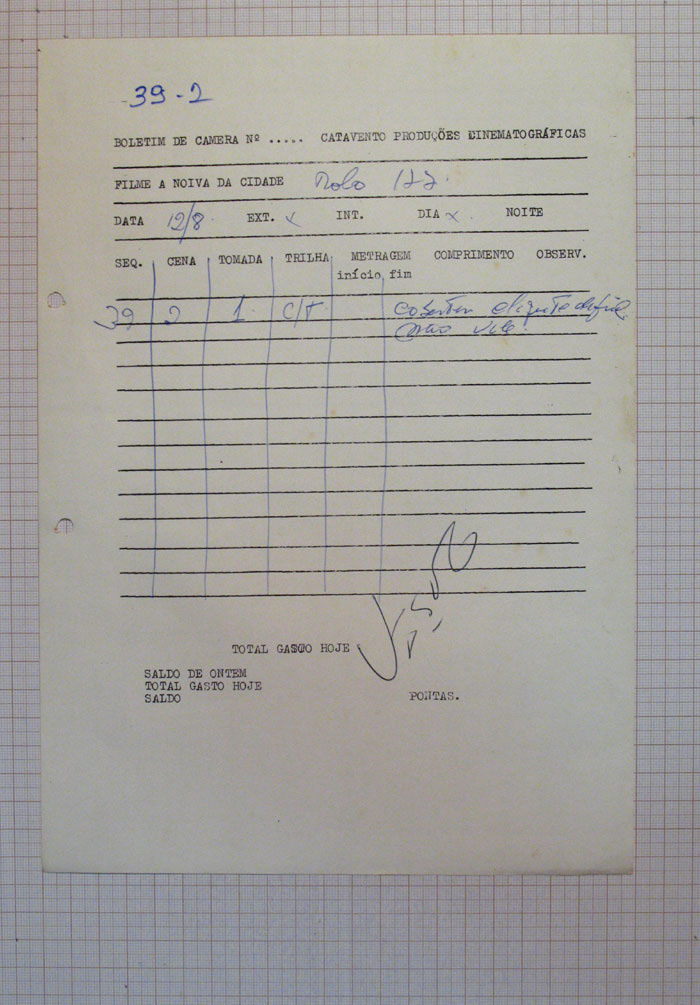 39-2
BOLETIM DE CAMERA Nº ..... CATAVENTO PRODUÇÕES CINEMATOGRÁFICAS
FILME A NOIVA DA CIDADE Rolo 177.
DATA 12/8. EXT. x INT. DIA x NOITE
SEQ. CENA TOMADA TRILHA METRAGEM COMPRIMENTO OBSERV.
início fim
39 2 1 C/T
TOTAL GASTO HOJE
SALDO DE ONTEM
TOTAL GASTO HOJE
SALDO PONTAS.